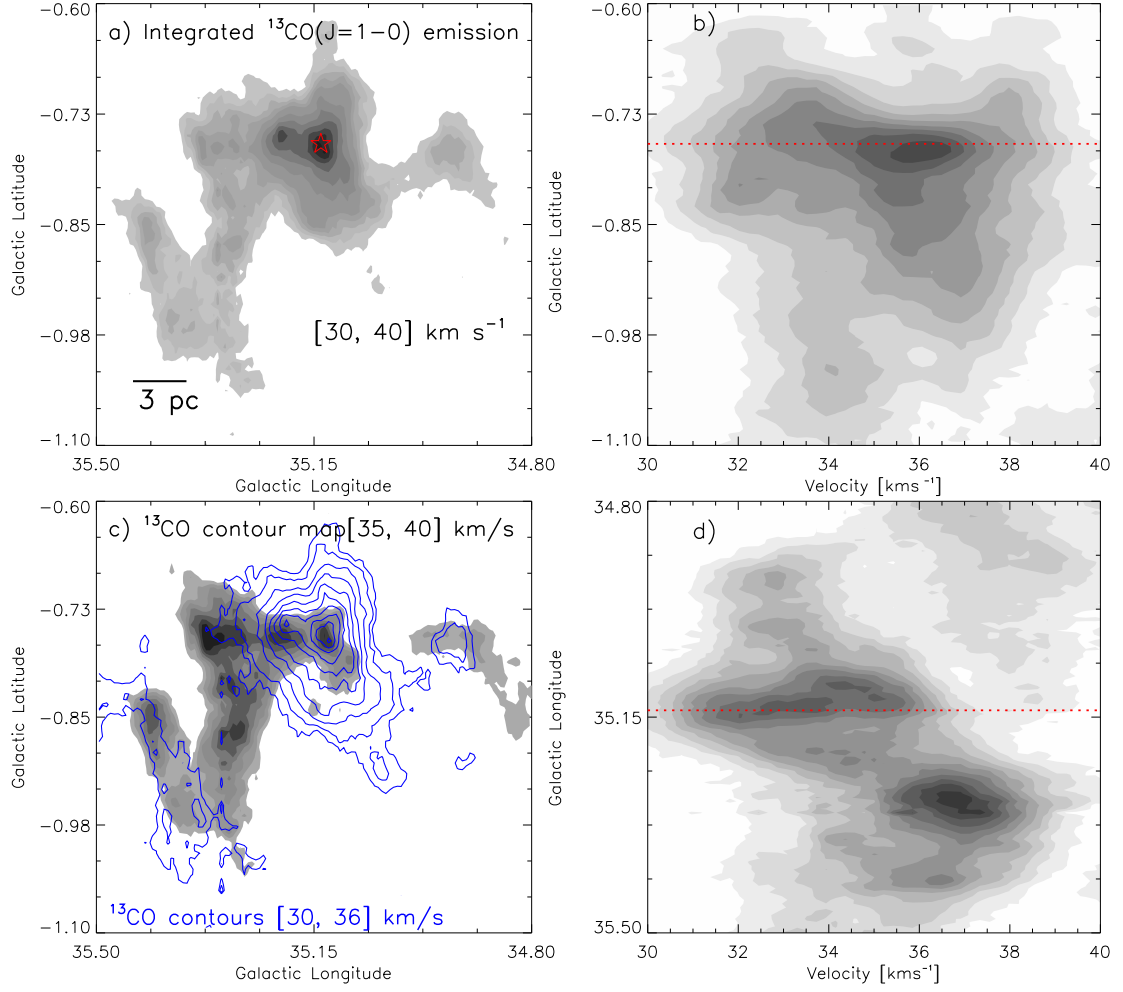 a) Integrated ¹³CO(J=1−0) emission
−0.60
−0.73
−0.85
−0.98
−1.10
Galactic Latitude
[30, 40] km s⁻¹
3 pc
35.50
35.15
34.80
Galactic Longitude
b)
−0.60
−0.73
−0.85
−0.98
−1.10
Galactic Latitude
30
32
34
36
38
40
Velocity [kms⁻¹]
c) ¹³CO contour map[35, 40] km/s
−0.60
−0.73
−0.85
−0.98
−1.10
Galactic Latitude
¹³CO contours [30, 36] km/s
35.50
35.15
34.80
Galactic Longitude
d)
34.80
35.15
35.50
Galactic Longitude
30
32
34
36
38
40
Velocity [kms⁻¹]